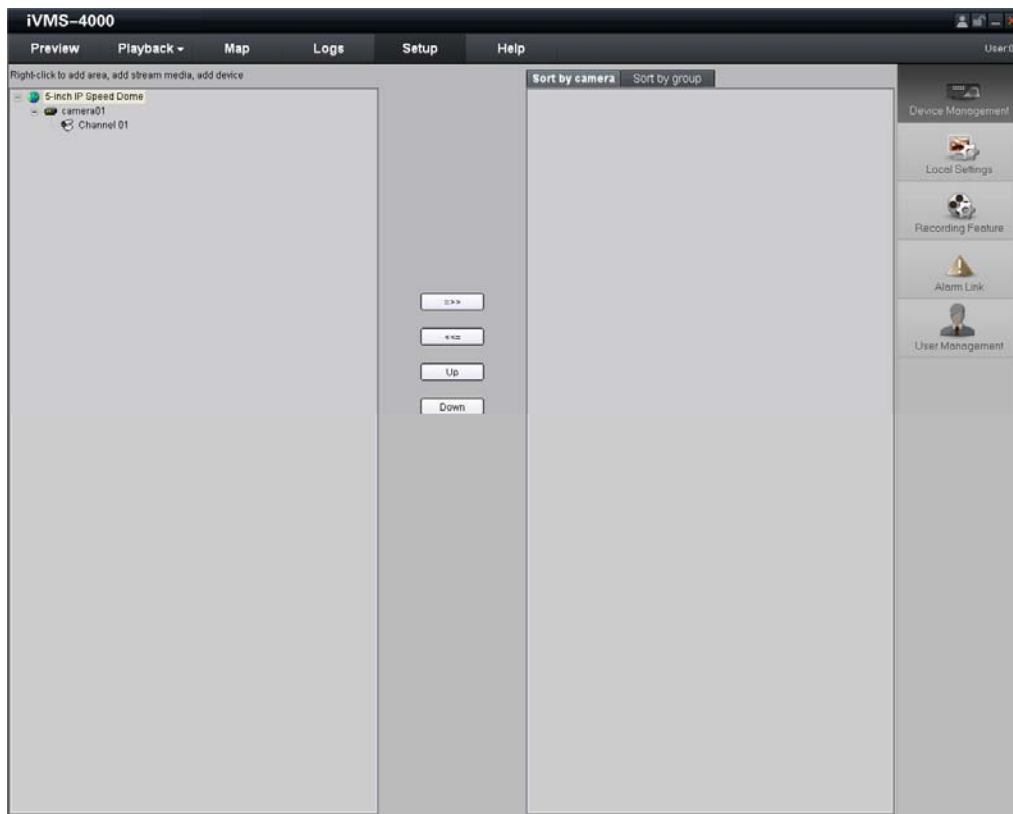 iVMS-4000
Preview Playback Map Logs Setup Help
Right-click to add area, add stream media, add device
5-inch IP Speed Dome
camera01
Channel 01
=>>
<<=
Up
Down
Sort by camera Sort by group
Device Management
Local Settings
Recording Feature
Alarm Link
User Management